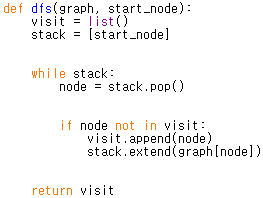 def dfs(graph, start_node):
    visit = list()
    stack = [start_node]
    while stack:
        node = stack.pop()
        if node not in visit:
            visit.append(node)
            stack.extend(graph[node])
    return visit